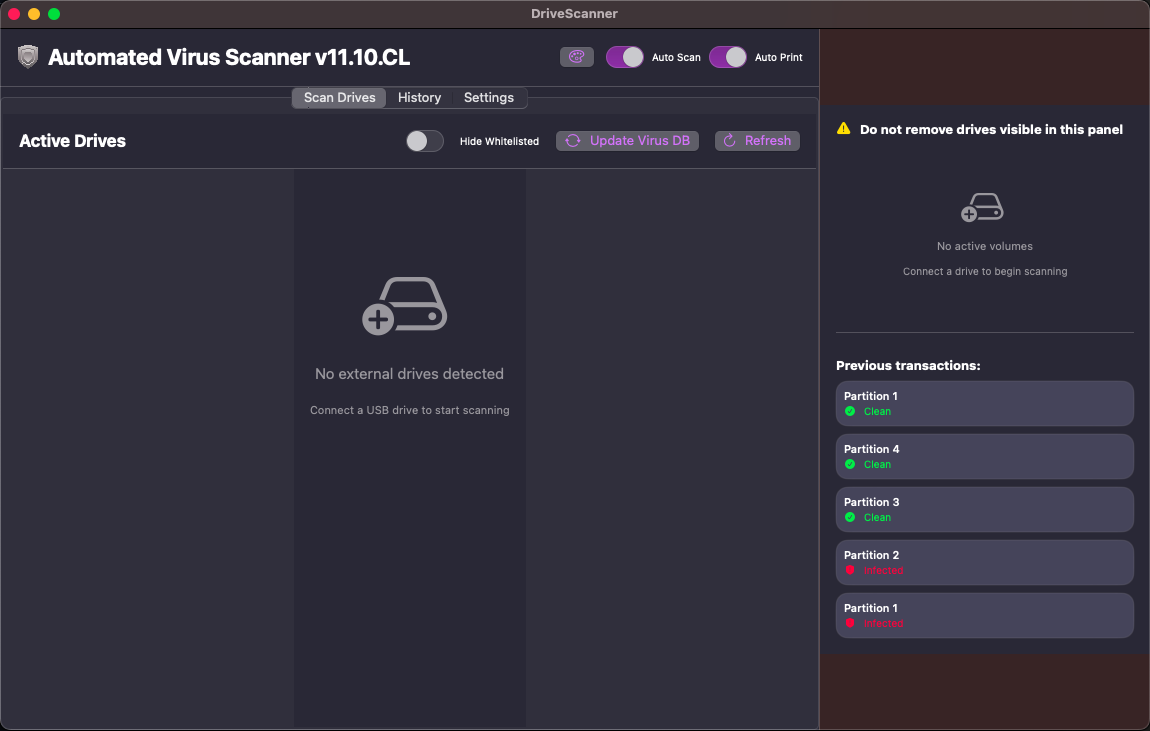 DriveScanner
Automated Virus Scanner v11.10.CL
Auto Scan
Auto Print
Scan Drives
History
Settings
Active Drives
Hide Whitelisted
Update Virus DB
Refresh
No external drives detected
Connect a USB drive to start scanning
Do not remove drives visible in this panel
No active volumes
Connect a drive to begin scanning
Previous transactions:
Partition 1
Clean
Partition 4
Clean
Partition 3
Clean
Partition 2
Infected
Partition 1
Infected